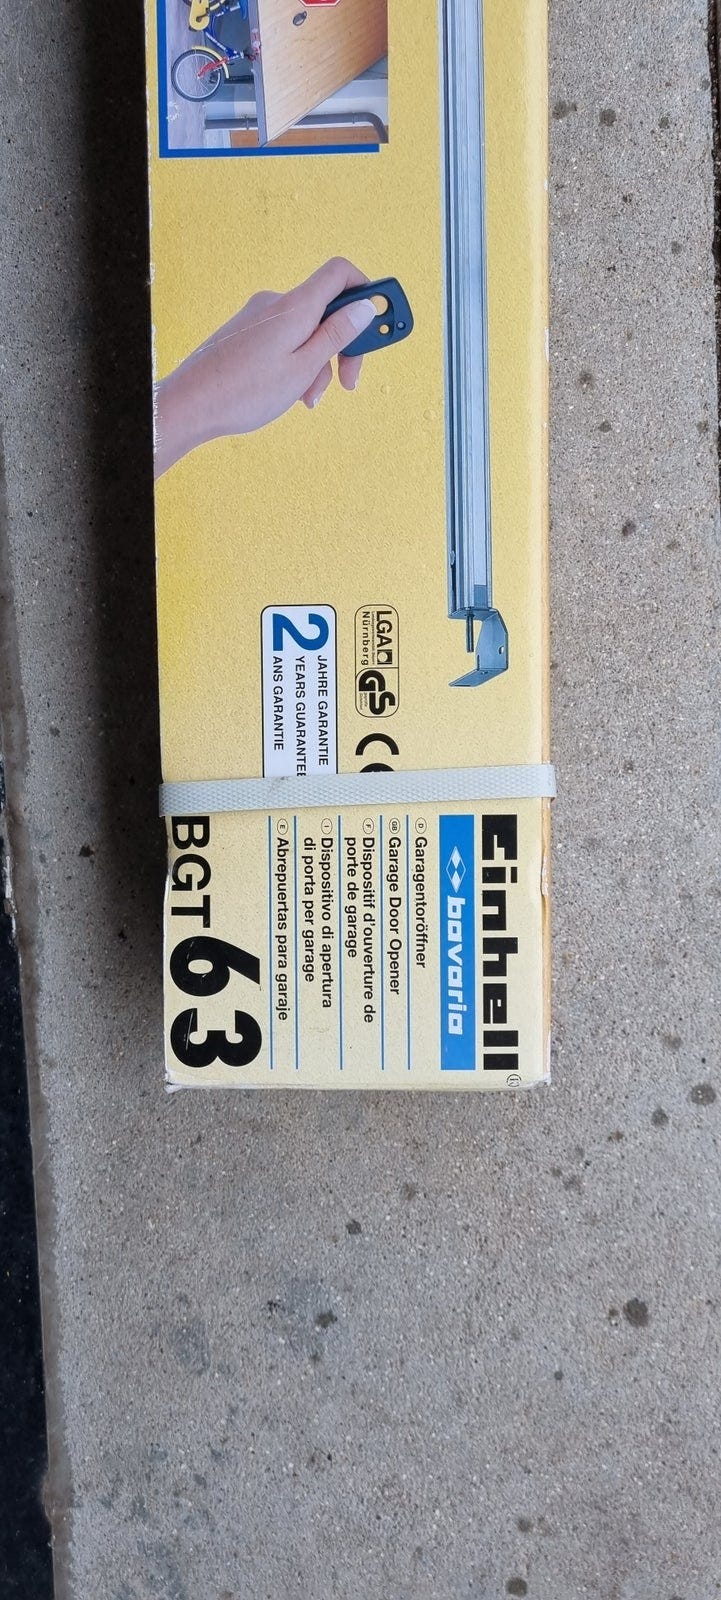 Einhell®
bavaria
D Garagentoröffner
GB Garage Door Opener
F Dispositif d'ouverture de
porte de garage
I Dispositivo di apertura
di porta per garage
E Abrepuertas para garaje
BGT 63
LGA
Nürnberg
GS
CE
2
JAHRE GARANTIE
YEARS GUARANTEE
ANS GARANTIE